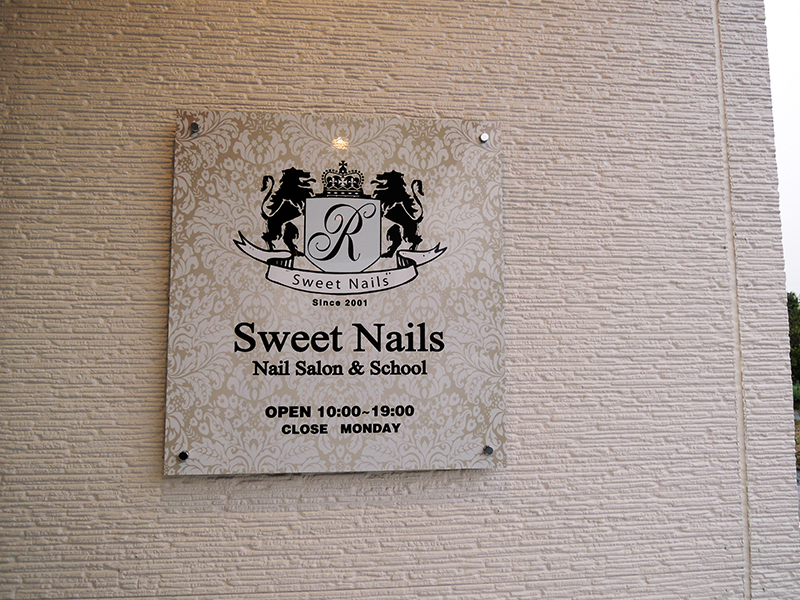 R
Sweet Nails
Since 2001
Sweet Nails
Nail Salon & School
OPEN 10:00~19:00
CLOSE MONDAY